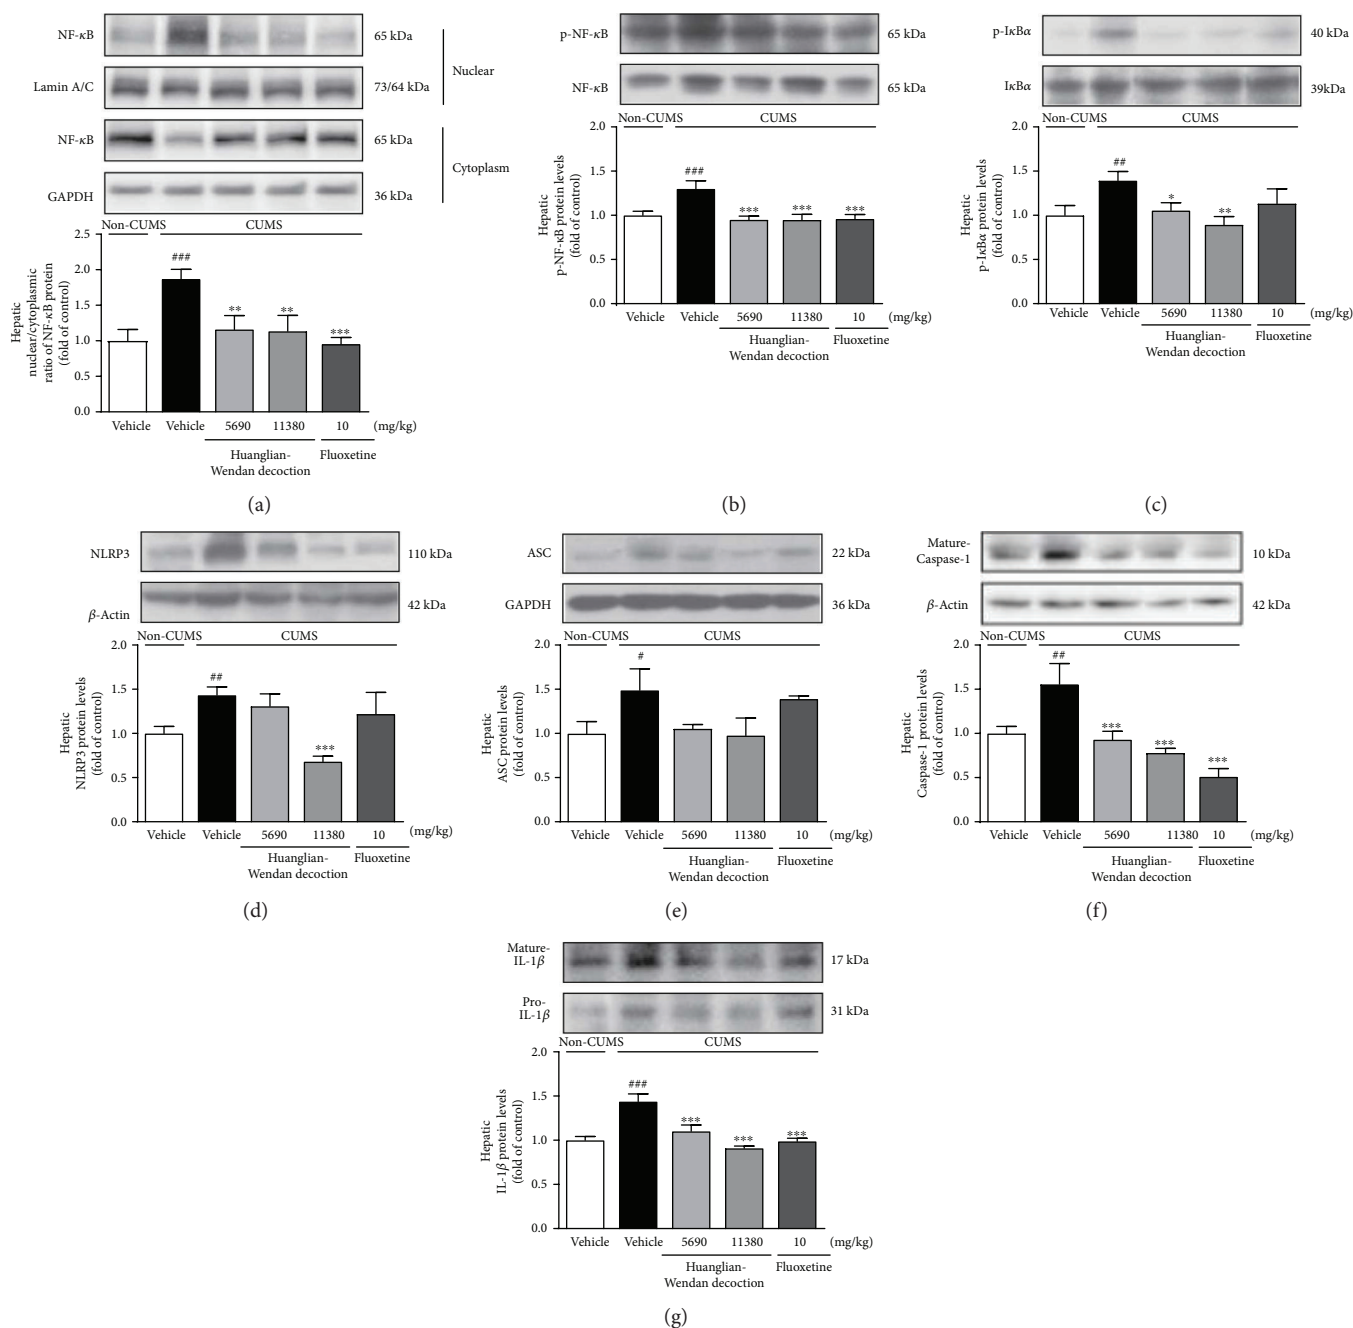 NF-κB
65 kDa
Lamin A/C
73/64 kDa
Nuclear
NF-κB
65 kDa
GAPDH
36 kDa
Cytoplasm
Non-CUMS
CUMS
Hepatic
nuclear/cytoplasmic
ratio of NF-κB protein
(fold of control)
2.5
2.0
1.5
1.0
0.5
0.0
###
**
**
***
Vehicle Vehicle 5690 11380 10 (mg/kg)
Huanglian-
Wendan decoction
Fluoxetine
(a)
p-NF-κB
65 kDa
NF-κB
65 kDa
Non-CUMS
CUMS
Hepatic
p-NF-κB protein levels
(fold of control)
2.0
1.5
1.0
0.5
0.0
###
***
***
***
Vehicle Vehicle 5690 11380 10 (mg/kg)
Huanglian-
Wendan decoction
Fluoxetine
(b)
p-IκBα
40 kDa
IκBα
39kDa
Non-CUMS
CUMS
Hepatic
p-IκBα protein levels
(fold of control)
2.0
1.5
1.0
0.5
0.0
##
*
**
Vehicle Vehicle 5690 11380 10 (mg/kg)
Huanglian-
Wendan decoction
Fluoxetine
(c)
NLRP3
110 kDa
β-Actin
42 kDa
Non-CUMS
CUMS
Hepatic
NLRP3 protein levels
(fold of control)
2.0
1.5
1.0
0.5
0.0
##
***
Vehicle Vehicle 5690 11380 10 (mg/kg)
Huanglian-
Wendan decoction
Fluoxetine
(d)
ASC
22 kDa
GAPDH
36 kDa
Non-CUMS
CUMS
Hepatic
ASC protein levels
(fold of control)
2.0
1.5
1.0
0.5
0.0
#
Vehicle Vehicle 5690 11380 10 (mg/kg)
Huanglian-
Wendan decoction
Fluoxetine
(e)
Mature-
Caspase-1
10 kDa
β-Actin
42 kDa
Non-CUMS
CUMS
Hepatic
Caspase-1 protein levels
(fold of control)
2.0
1.5
1.0
0.5
0.0
##
***
***
***
Vehicle Vehicle 5690 11380 10 (mg/kg)
Huanglian-
Wendan decoction
Fluoxetine
(f)
Mature-
IL-1β
17 kDa
Pro-
IL-1β
31 kDa
Non-CUMS
CUMS
Hepatic
IL-1β protein levels
(fold of control)
2.0
1.5
1.0
0.5
0.0
###
***
***
***
Vehicle Vehicle 5690 11380 10 (mg/kg)
Huanglian-
Wendan decoction
Fluoxetine
(g)